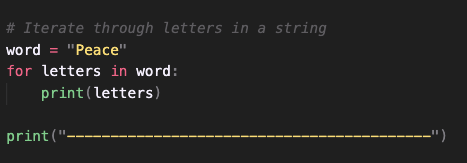 # Iterate through letters in a string
word = "Peace"
for letters in word:
    print(letters)
print("------------------------------------------")